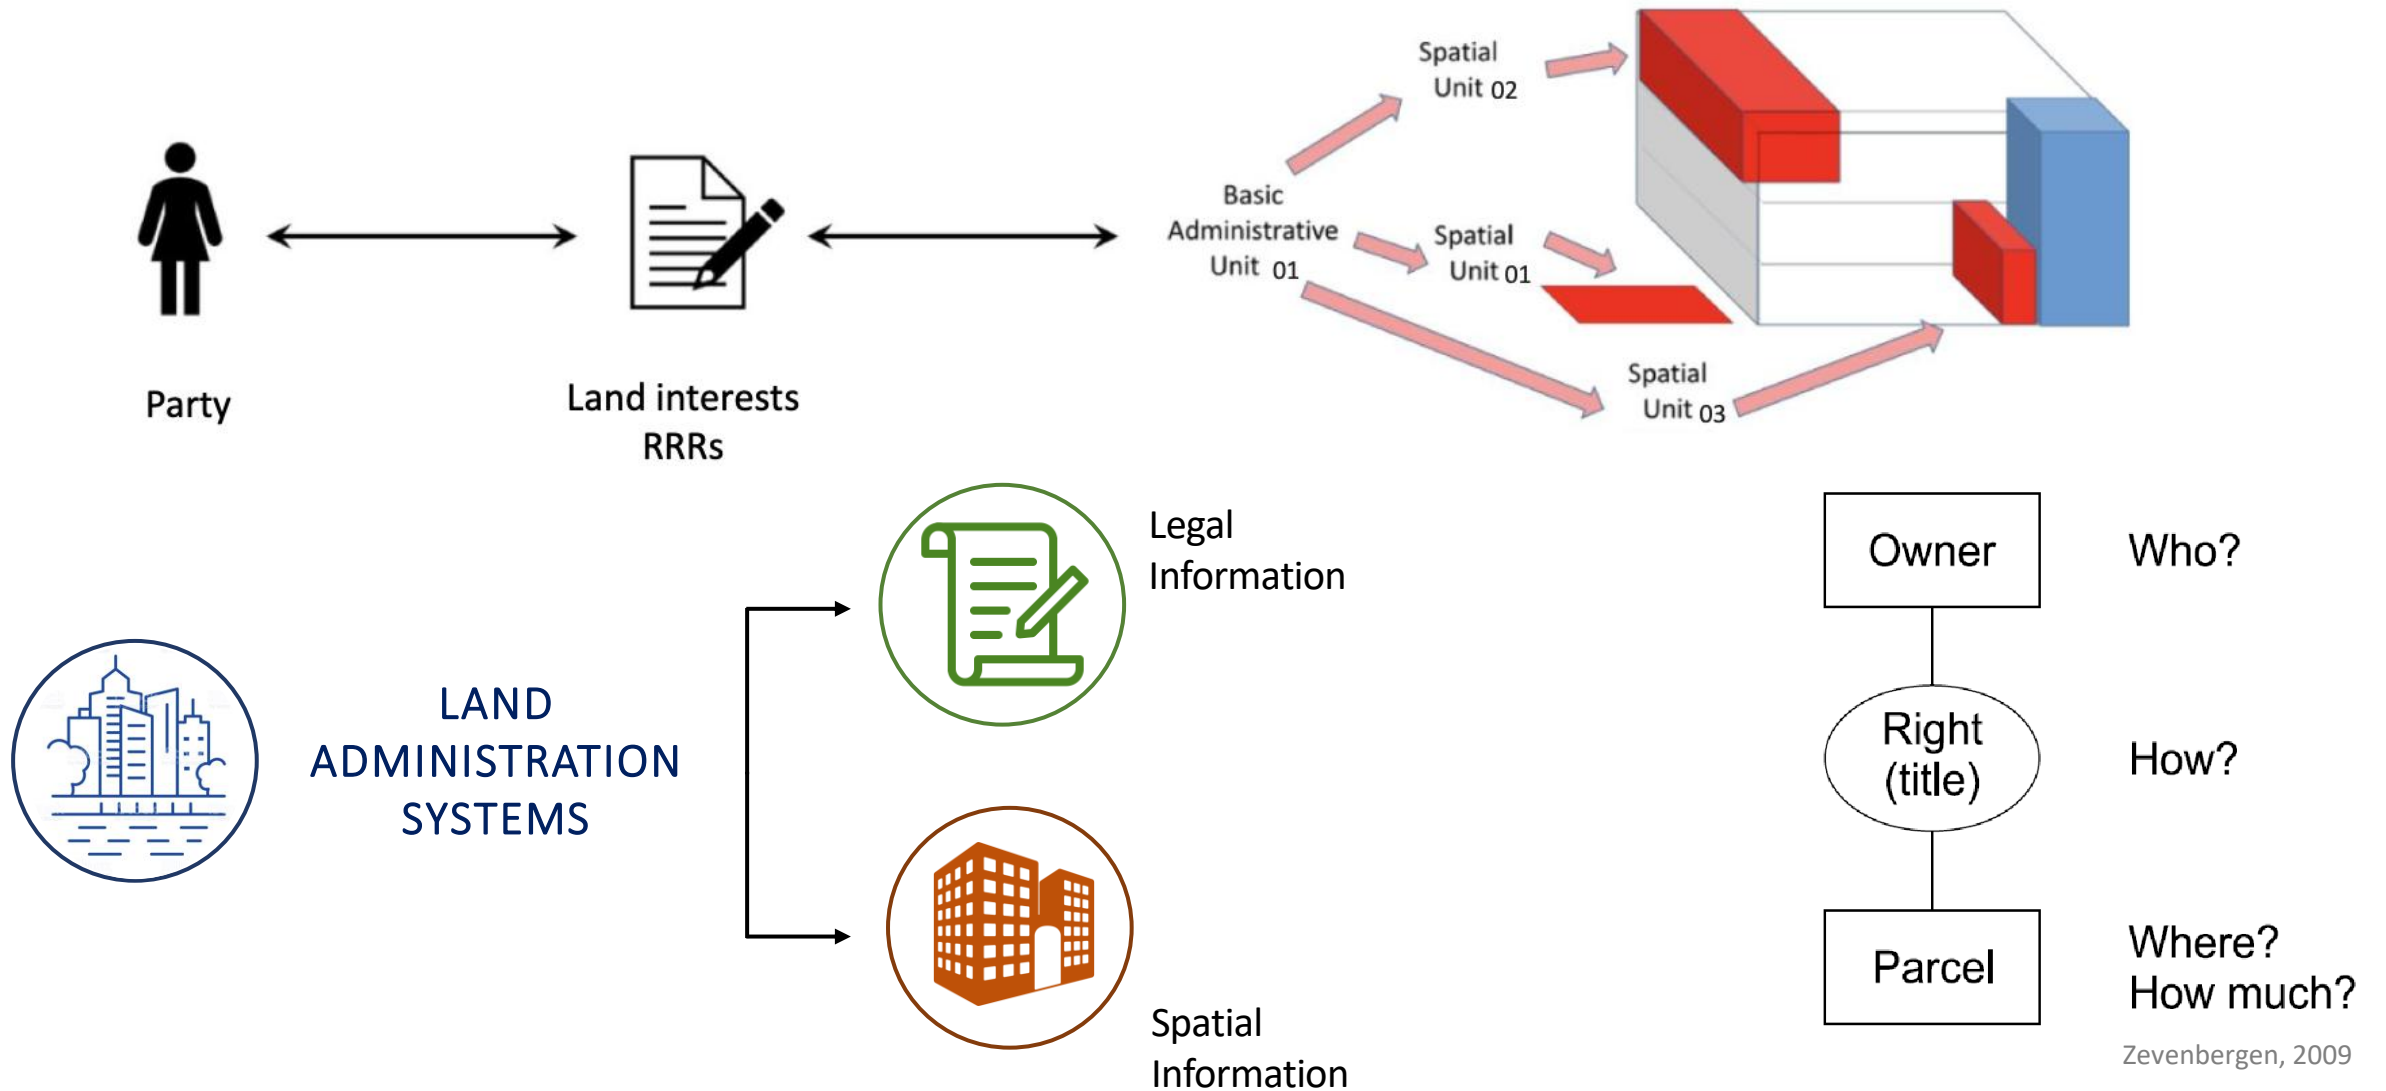 Spatial
Unit 02
Basic
Administrative
Unit 01
Spatial
Unit 01
Spatial
Unit 03
Party
Land interests
RRRs
Legal
Information
LAND
ADMINISTRATION
SYSTEMS
Spatial
Information
Owner
Who?
Right
(title)
How?
Parcel
Where?
How much?
Zevenbergen, 2009